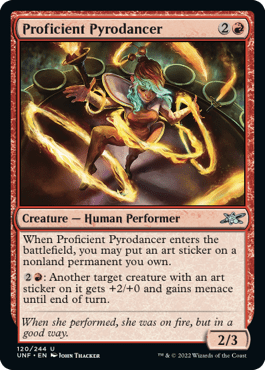 Proficient Pyrodancer 2
Creature — Human Performer
When Proficient Pyrodancer enters the
battlefield, you may put an art sticker on a
nonland permanent you own.
2 : Another target creature with an art
sticker on it gets +2/+0 and gains menace
until end of turn.
When she performed, she was on fire, but in a
good way.
2/3
120/244 U
UNF • EN John Thacker
™ & © 2022 Wizards of the Coast